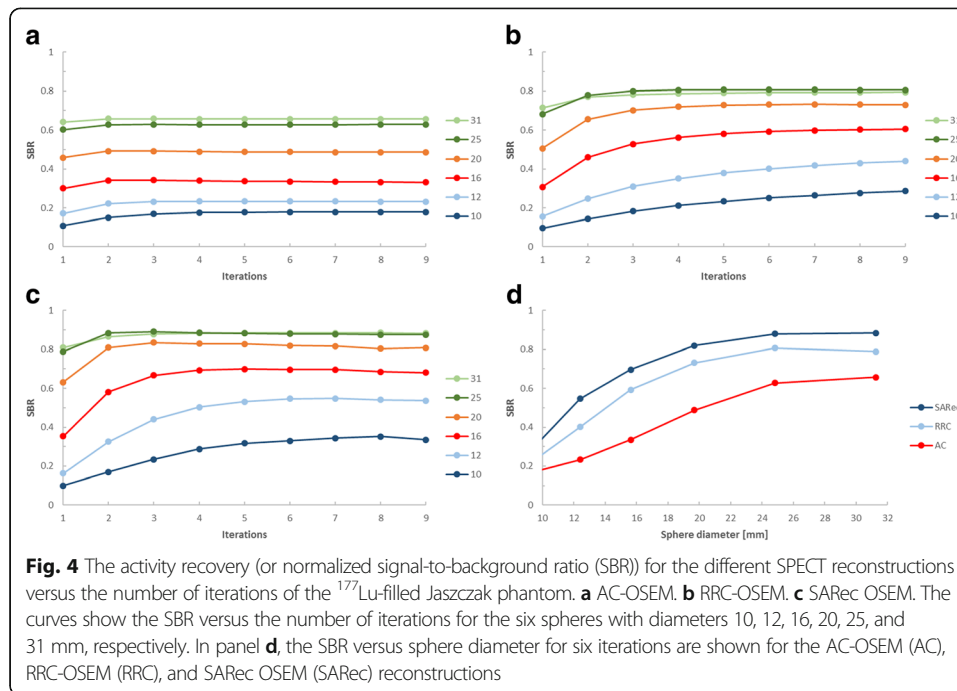 a
1
0.8
0.6
0.4
0.2
0
SBR
1 2 3 4 5 6 7 8 9
Iterations
31
25
20
16
12
10
b
1
0.8
0.6
0.4
0.2
0
SBR
1 2 3 4 5 6 7 8 9
Iterations
31
25
20
16
12
10
c
1
0.8
0.6
0.4
0.2
0
SBR
1 2 3 4 5 6 7 8 9
Iterations
31
25
20
16
12
10
d
1
0.8
0.6
0.4
0.2
0
SBR
10 12 14 16 18 20 22 24 26 28 30 32
Sphere diameter [mm]
SARec
RRC
AC
Fig. 4 The activity recovery (or normalized signal-to-background ratio (SBR)) for the different SPECT reconstructions
versus the number of iterations of the ¹⁷⁷Lu-filled Jaszczak phantom. a AC-OSEM. b RRC-OSEM. c SARec OSEM. The
curves show the SBR versus the number of iterations for the six spheres with diameters 10, 12, 16, 20, 25, and
31 mm, respectively. In panel d, the SBR versus sphere diameter for six iterations are shown for the AC-OSEM (AC),
RRC-OSEM (RRC), and SARec OSEM (SARec) reconstructions